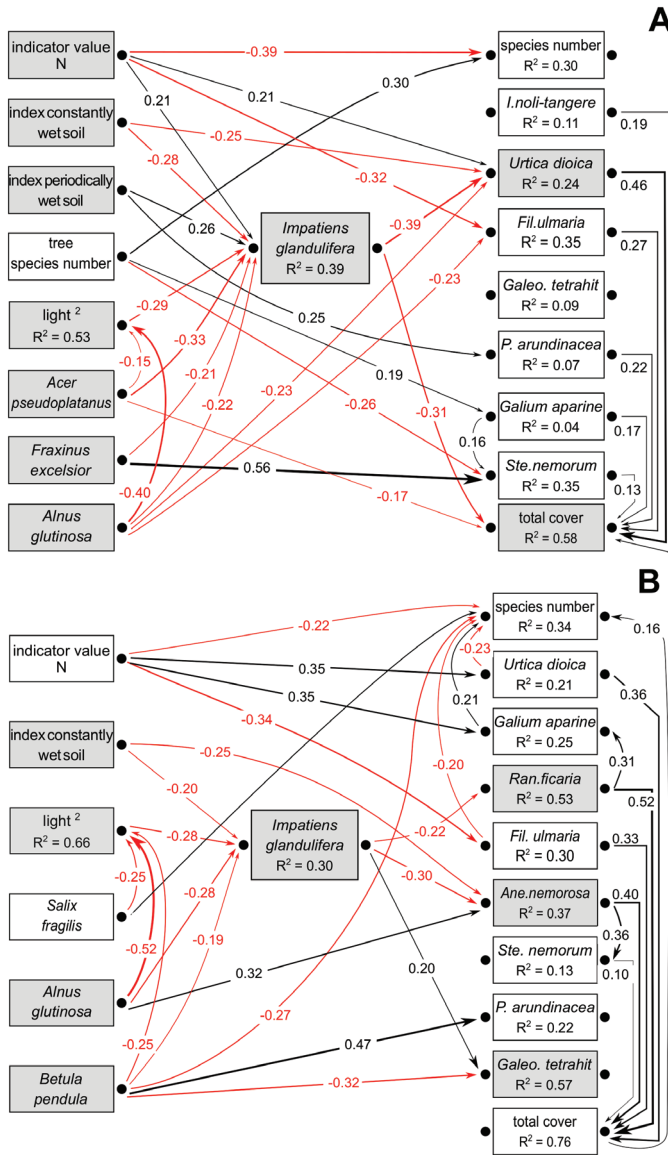 A
indicator value
N
index constantly
wet soil
index periodically
wet soil
tree
species number
light ²
R² = 0.53
Acer
pseudoplatanus
Fraxinus
excelsior
Alnus
glutinosa
-0.39
0.30
0.21
0.21
-0.25
-0.28
-0.32
0.26
-0.39
-0.29
-0.23
-0.33
0.25
-0.15
-0.21
0.19
-0.22
-0.23
-0.26
-0.31
0.16
0.56
-0.40
-0.17
Impatiens
glandulifera
R² = 0.39
species number
R² = 0.30
I.noli-tangere
R² = 0.11
Urtica dioica
R² = 0.24
Fil.ulmaria
R² = 0.35
Galeo. tetrahit
R² = 0.09
P. arundinacea
R² = 0.07
Galium aparine
R² = 0.04
Ste.nemorum
R² = 0.35
total cover
R² = 0.58
0.19
0.46
0.27
0.22
0.17
0.13
B
indicator value
N
index constantly
wet soil
light ²
R² = 0.66
Salix
fragilis
Alnus
glutinosa
Betula
pendula
-0.22
0.35
0.35
-0.34
-0.25
-0.20
-0.28
-0.25
-0.28
-0.52
-0.19
-0.25
0.32
-0.27
0.47
-0.32
-0.22
-0.30
0.20
-0.23
0.21
-0.20
Impatiens
glandulifera
R² = 0.30
species number
R² = 0.34
Urtica dioica
R² = 0.21
Galium aparine
R² = 0.25
Ran.ficaria
R² = 0.53
Fil. ulmaria
R² = 0.30
Ane.nemorosa
R² = 0.37
Ste. nemorum
R² = 0.13
P. arundinacea
R² = 0.22
Galeo. tetrahit
R² = 0.57
total cover
R² = 0.76
0.16
0.36
0.31
0.52
0.33
0.40
0.36
0.10